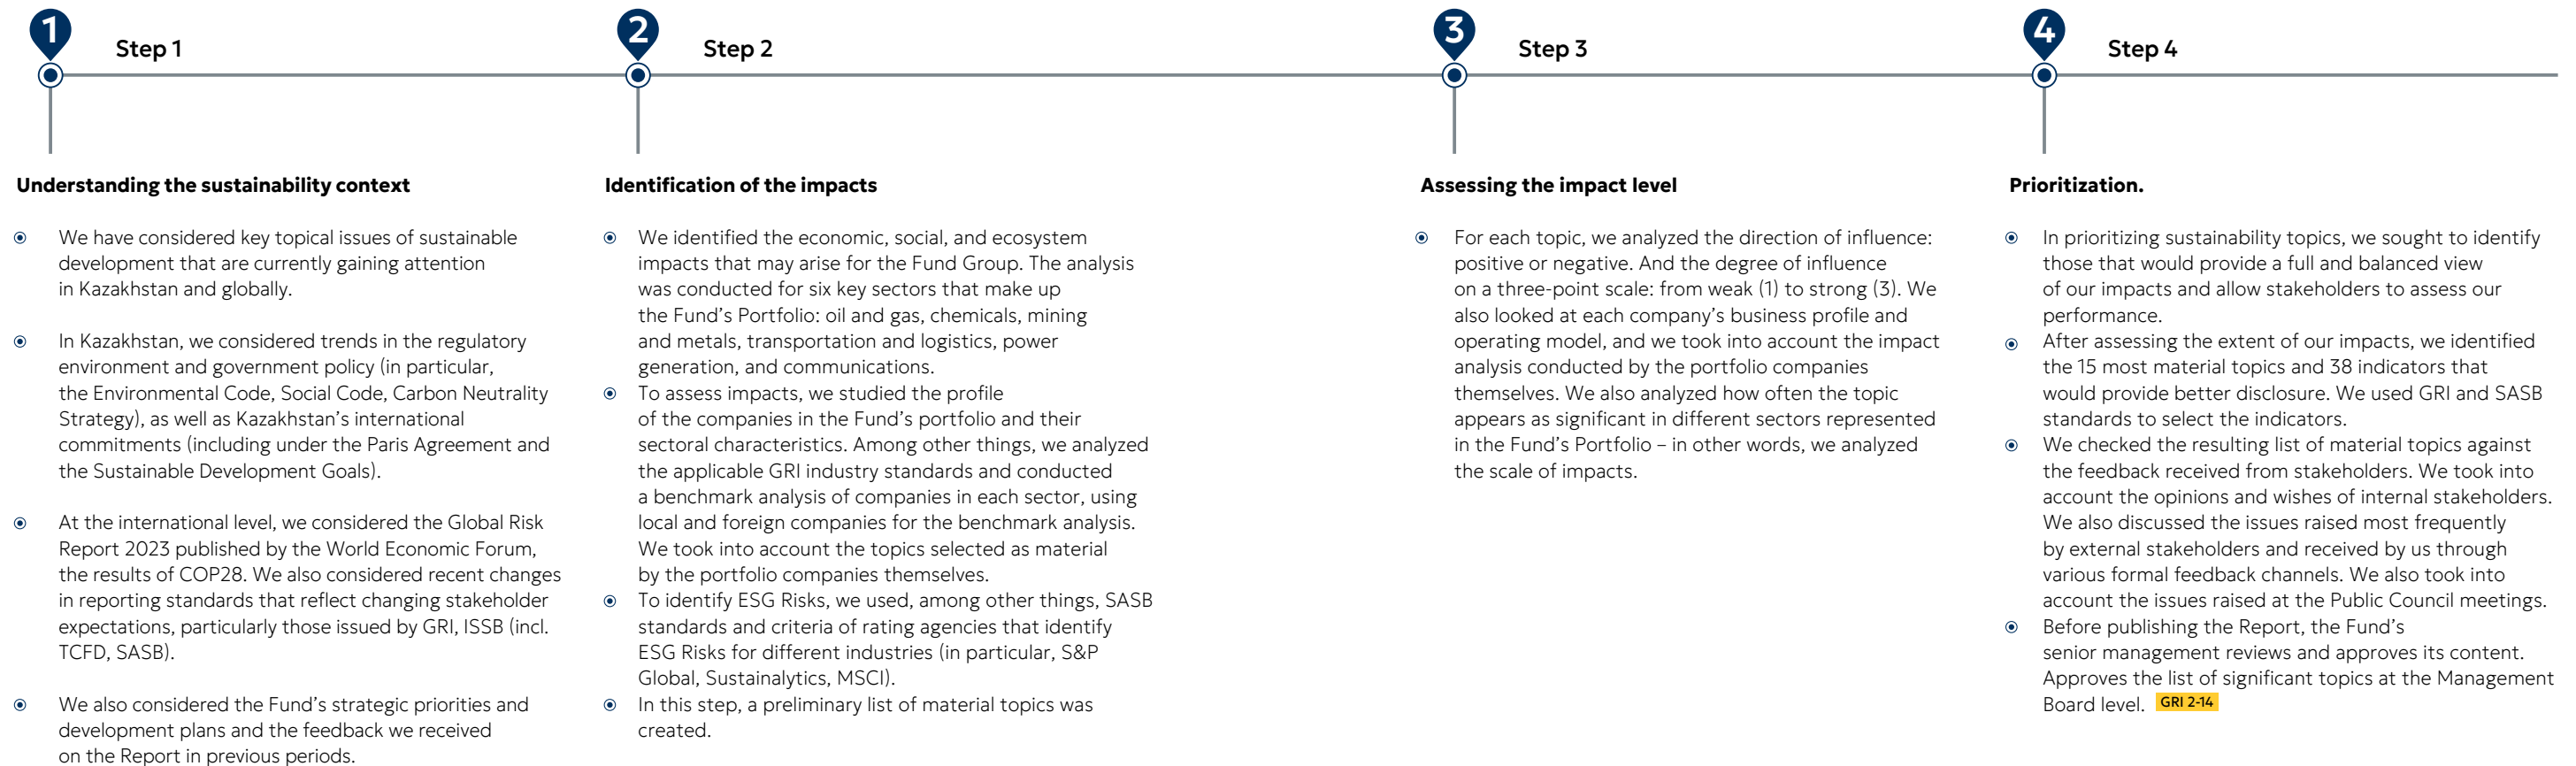 1
Step 1
Understanding the sustainability context
We have considered key topical issues of sustainable
development that are currently gaining attention
in Kazakhstan and globally.
In Kazakhstan, we considered trends in the regulatory
environment and government policy (in particular,
the Environmental Code, Social Code, Carbon Neutrality
Strategy), as well as Kazakhstan's international
commitments (including under the Paris Agreement and
the Sustainable Development Goals).
At the international level, we considered the Global Risk
Report 2023 published by the World Economic Forum,
the results of COP28. We also considered recent changes
in reporting standards that reflect changing stakeholder
expectations, particularly those issued by GRI, ISSB (incl.
TCFD, SASB).
We also considered the Fund's strategic priorities and
development plans and the feedback we received
on the Report in previous periods.
2
Step 2
Identification of the impacts
We identified the economic, social, and ecosystem
impacts that may arise for the Fund Group. The analysis
was conducted for six key sectors that make up
the Fund's Portfolio: oil and gas, chemicals, mining
and metals, transportation and logistics, power
generation, and communications.
To assess impacts, we studied the profile
of the companies in the Fund's portfolio and their
sectoral characteristics. Among other things, we analyzed
the applicable GRI industry standards and conducted
a benchmark analysis of companies in each sector, using
local and foreign companies for the benchmark analysis.
We took into account the topics selected as material
by the portfolio companies themselves.
To identify ESG Risks, we used, among other things, SASB
standards and criteria of rating agencies that identify
ESG Risks for different industries (in particular, S&P
Global, Sustainalytics, MSCI).
In this step, a preliminary list of material topics was
created.
3
Step 3
Assessing the impact level
For each topic, we analyzed the direction of influence:
positive or negative. And the degree of influence
on a three-point scale: from weak (1) to strong (3). We
also looked at each company's business profile and
operating model, and we took into account the impact
analysis conducted by the portfolio companies
themselves. We also analyzed how often the topic
appears as significant in different sectors represented
in the Fund's Portfolio – in other words, we analyzed
the scale of impacts.
4
Step 4
Prioritization.
In prioritizing sustainability topics, we sought to identify
those that would provide a full and balanced view
of our impacts and allow stakeholders to assess our
performance.
After assessing the extent of our impacts, we identified
the 15 most material topics and 38 indicators that
would provide better disclosure. We used GRI and SASB
standards to select the indicators.
We checked the resulting list of material topics against
the feedback received from stakeholders. We took into
account the opinions and wishes of internal stakeholders.
We also discussed the issues raised most frequently
by external stakeholders and received by us through
various formal feedback channels. We also took into
account the issues raised at the Public Council meetings.
Before publishing the Report, the Fund's
senior management reviews and approves its content.
Approves the list of significant topics at the Management
Board level. GRI 2-14